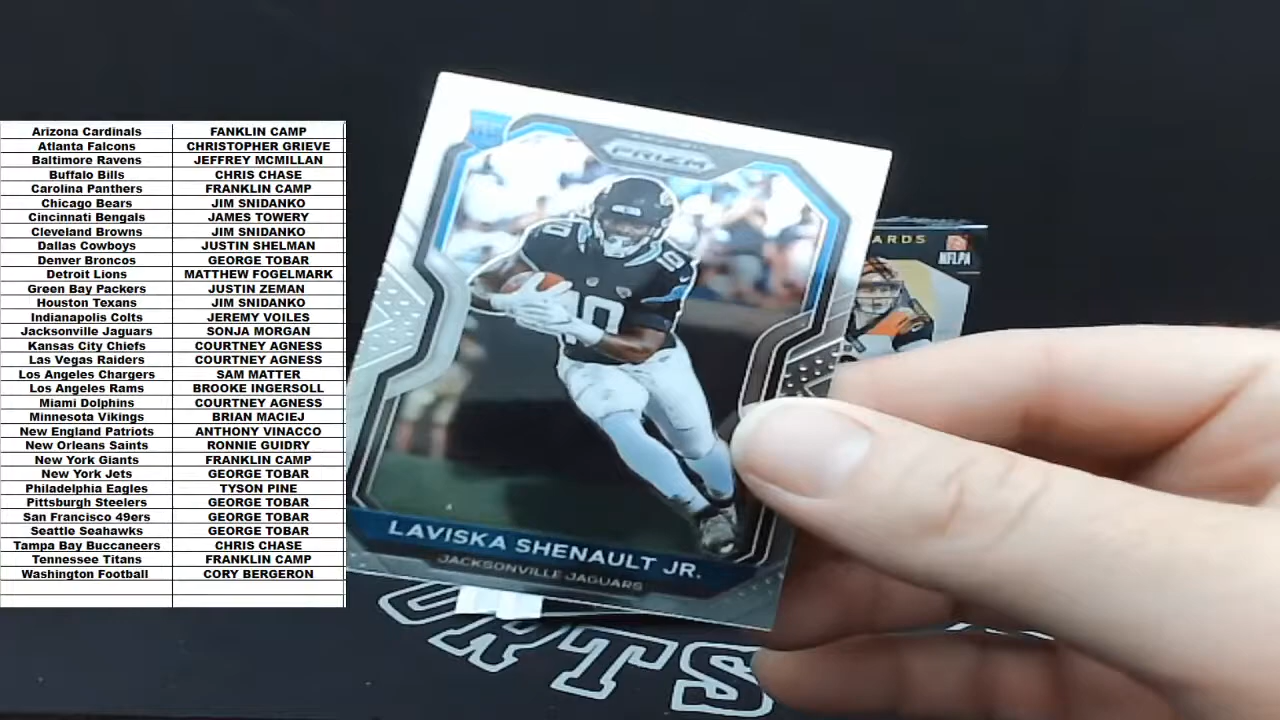 Arizona Cardinals FANKLIN CAMP
Atlanta Falcons CHRISTOPHER GRIEVE
Baltimore Ravens JEFFREY MCMILLAN
Buffalo Bills CHRIS CHASE
Carolina Panthers FRANKLIN CAMP
Chicago Bears JIM SNIDANKO
Cincinnati Bengals JAMES TOWERY
Cleveland Browns JIM SNIDANKO
Dallas Cowboys JUSTIN SHELMAN
Denver Broncos GEORGE TOBAR
Detroit Lions MATTHEW FOGELMARK
Green Bay Packers JUSTIN ZEMAN
Houston Texans JIM SNIDANKO
Indianapolis Colts JEREMY VOILES
Jacksonville Jaguars SONJA MORGAN
Kansas City Chiefs COURTNEY AGNESS
Las Vegas Raiders COURTNEY AGNESS
Los Angeles Chargers SAM MATTER
Los Angeles Rams BROOKE INGERSOLL
Miami Dolphins COURTNEY AGNESS
Minnesota Vikings BRIAN MACIEJ
New England Patriots ANTHONY VINACCO
New Orleans Saints RONNIE GUIDRY
New York Giants FRANKLIN CAMP
New York Jets GEORGE TOBAR
Philadelphia Eagles TYSON PINE
Pittsburgh Steelers GEORGE TOBAR
San Francisco 49ers GEORGE TOBAR
Seattle Seahawks GEORGE TOBAR
Tampa Bay Buccaneers CHRIS CHASE
Tennessee Titans FRANKLIN CAMP
Washington Football CORY BERGERON
PRIZM
10
10
10
LAVISKA SHENAULT JR.
JACKSONVILLE JAGUARS
ARDS
NFLPA
RTS